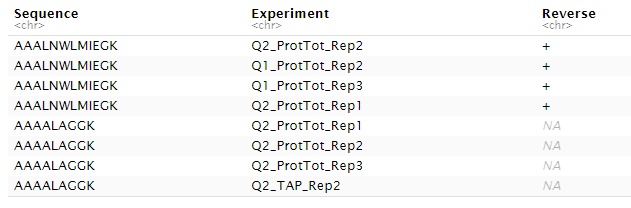 Sequence Experiment Reverse
<chr> <chr> <chr>
AAALNWLMIEGK Q2_ProtTot_Rep2 +
AAALNWLMIEGK Q1_ProtTot_Rep2 +
AAALNWLMIEGK Q1_ProtTot_Rep3 +
AAALNWLMIEGK Q2_ProtTot_Rep1 +
AAAALAGGK Q2_ProtTot_Rep1 NA
AAAALAGGK Q2_ProtTot_Rep2 NA
AAAALAGGK Q2_ProtTot_Rep3 NA
AAAALAGGK Q2_TAP_Rep2 NA